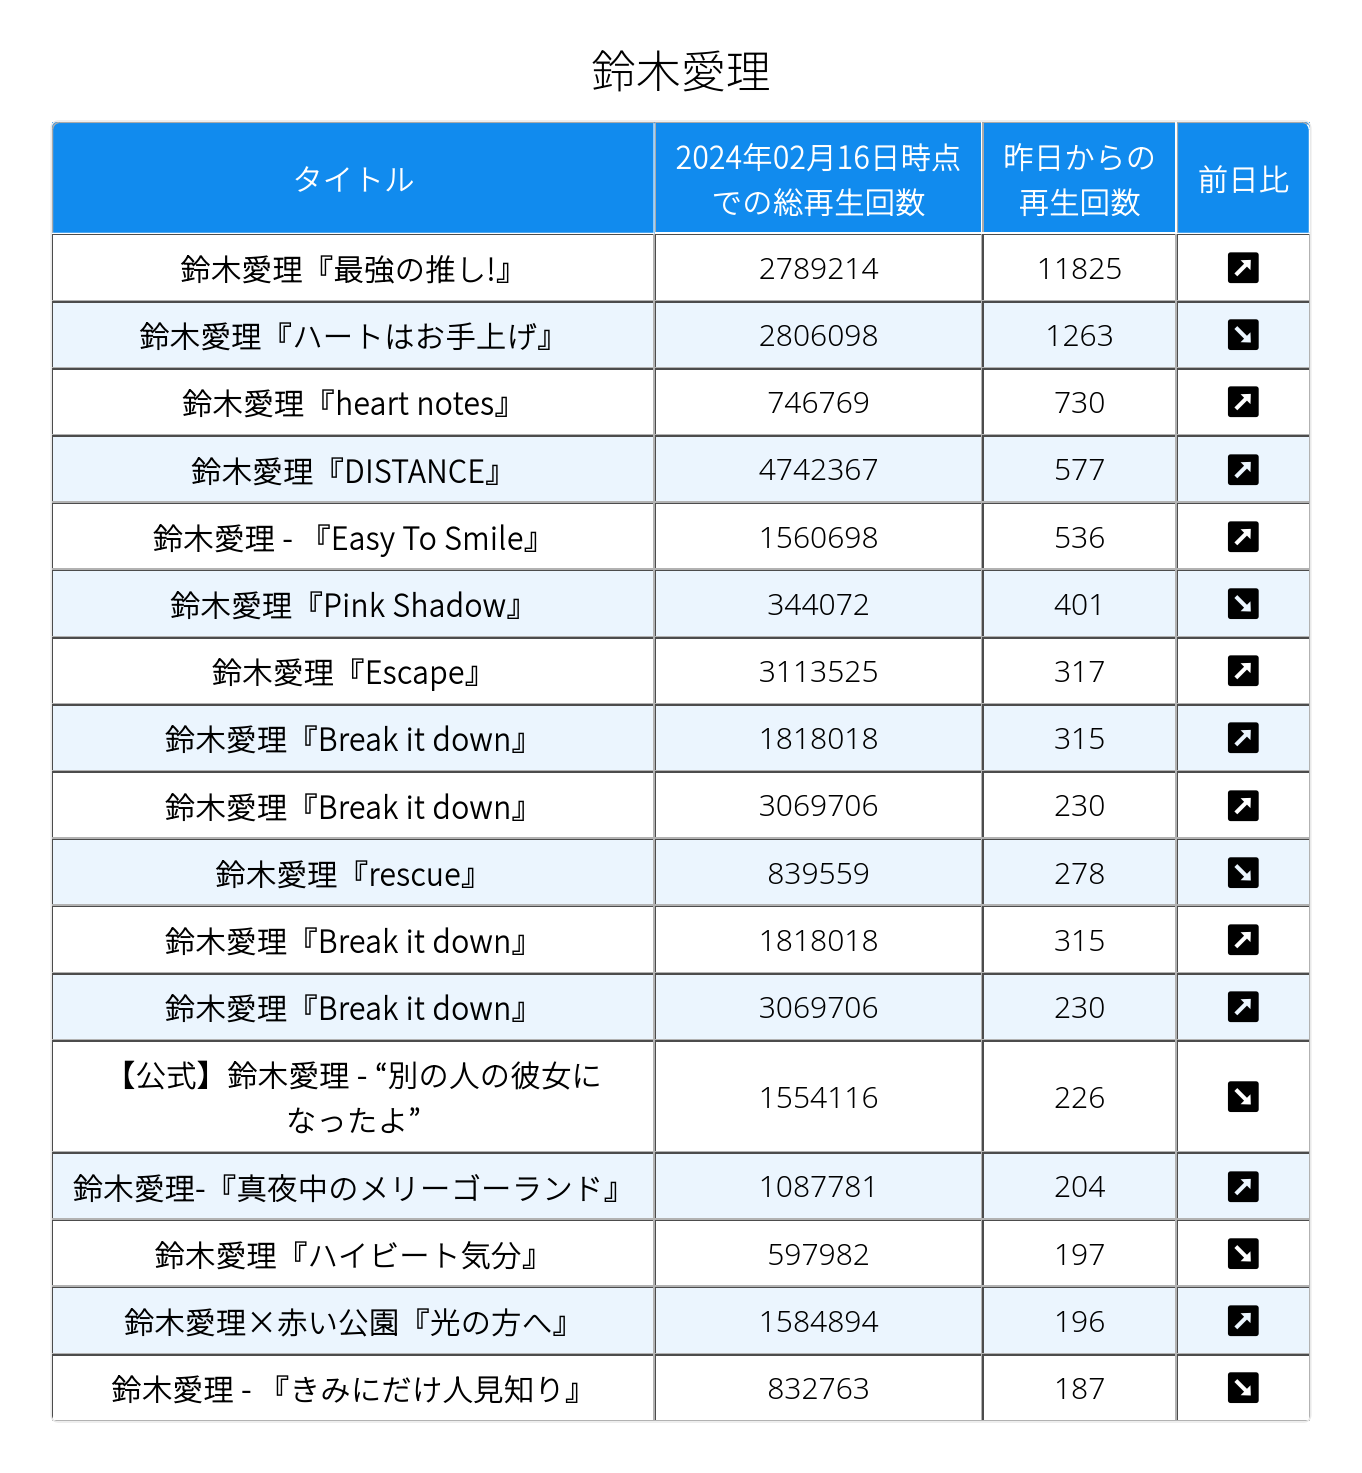 鈴木愛理
タイトル
2024年02月16日時点
での総再生回数
昨日からの
再生回数
前日比
鈴木愛理『最強の推し!』 2789214 11825
鈴木愛理『ハートはお手上げ』 2806098 1263
鈴木愛理『heart notes』 746769 730
鈴木愛理『DISTANCE』 4742367 577
鈴木愛理 - 『Easy To Smile』 1560698 536
鈴木愛理『Pink Shadow』 344072 401
鈴木愛理『Escape』 3113525 317
鈴木愛理『Break it down』 1818018 315
鈴木愛理『Break it down』 3069706 230
鈴木愛理『rescue』 839559 278
鈴木愛理『Break it down』 1818018 315
鈴木愛理『Break it down』 3069706 230
【公式】鈴木愛理 - “別の人の彼女に
なったよ” 1554116 226
鈴木愛理-『真夜中のメリーゴーランド』 1087781 204
鈴木愛理『ハイビート気分』 597982 197
鈴木愛理×赤い公園『光の方へ』 1584894 196
鈴木愛理 - 『きみにだけ人見知り』 832763 187